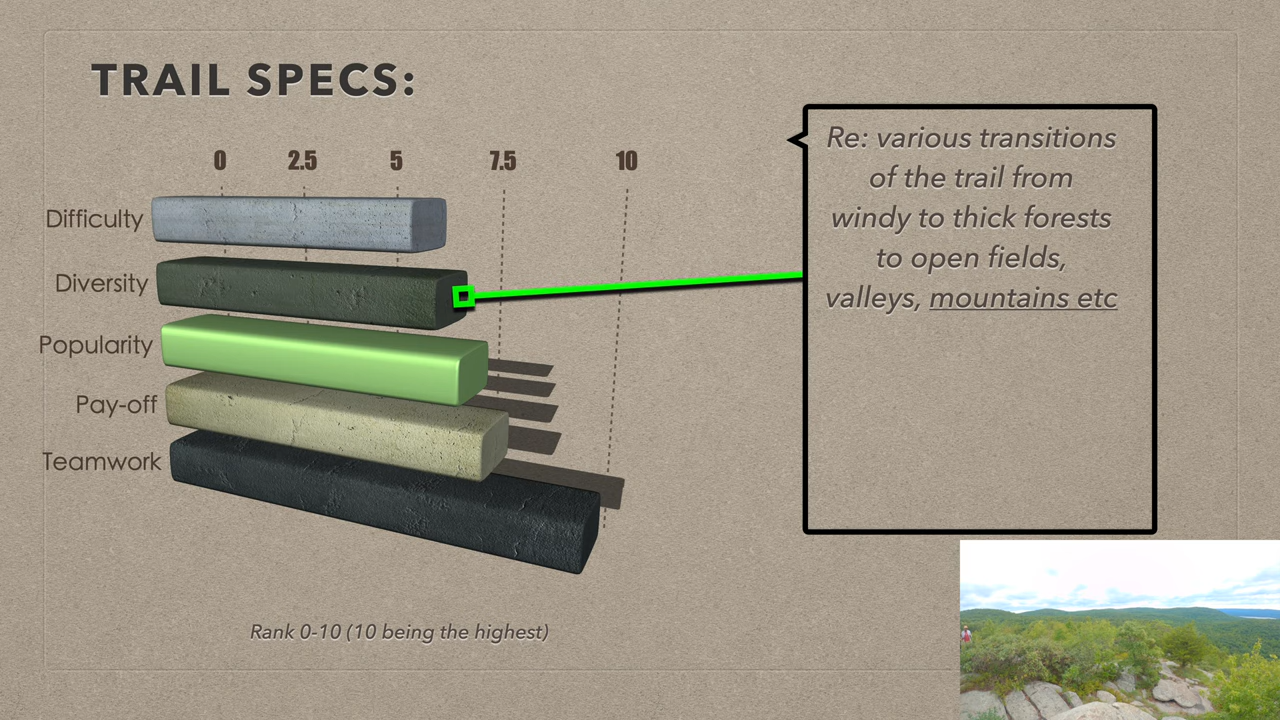 TRAIL SPECS:
0 2.5 5 7.5 10
Difficulty
Diversity
Popularity
Pay-off
Teamwork
Rank 0-10 (10 being the highest)
Re: various transitions
of the trail from
windy to thick forests
to open fields,
valleys, mountains etc